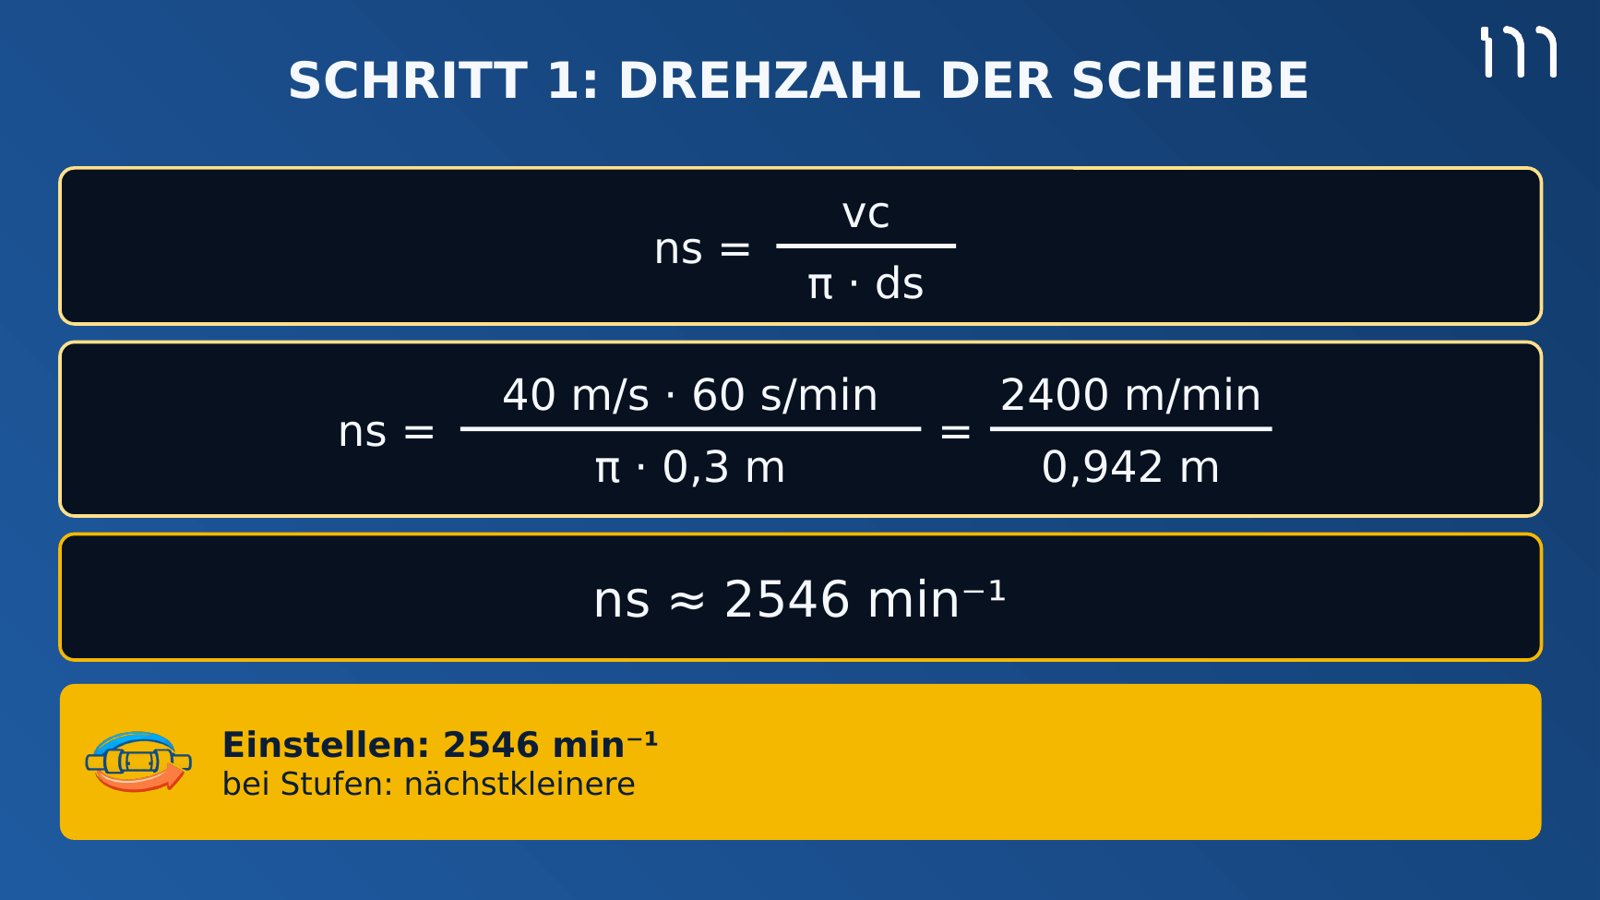 SCHRITT 1: DREHZAHL DER SCHEIBE
m
ns = vc / π · ds
ns = 40 m/s · 60 s/min / π · 0,3 m = 2400 m/min / 0,942 m
ns ≈ 2546 min⁻¹
Einstellen: 2546 min⁻¹
bei Stufen: nächstkleinere